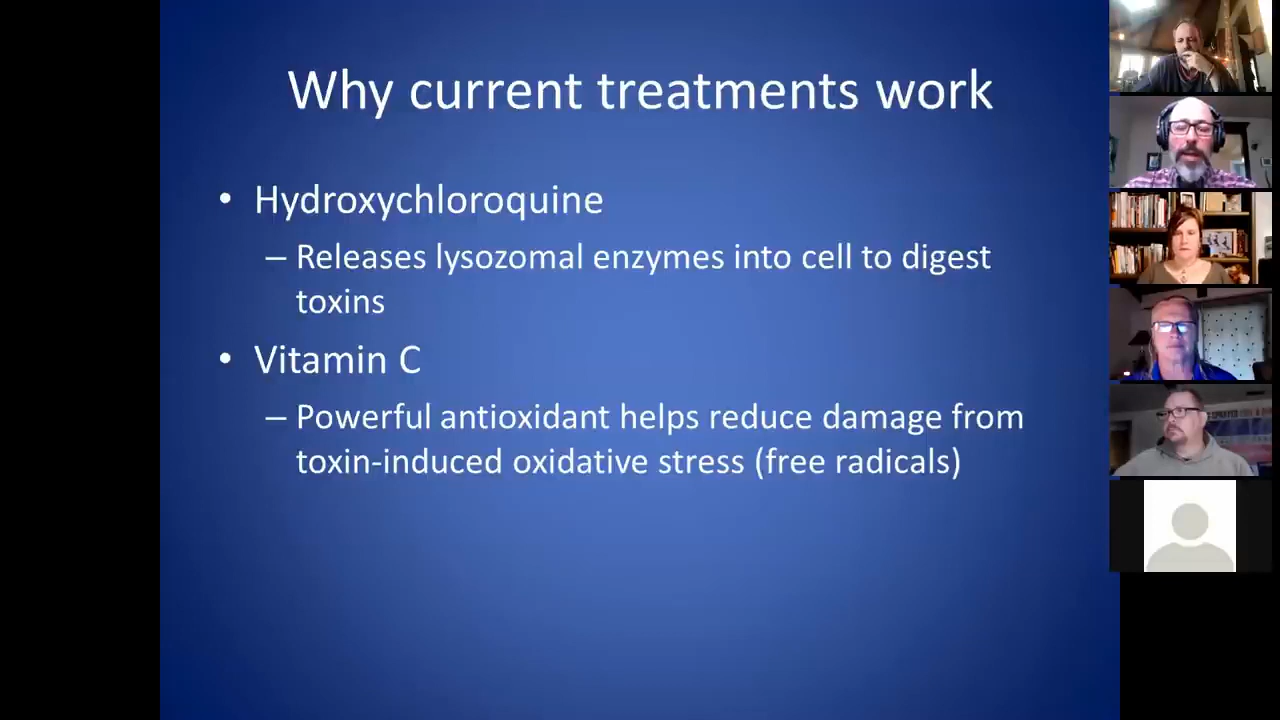 Why current treatments work
• Hydroxychloroquine
– Releases lysozomal enzymes into cell to digest
toxins
• Vitamin C
– Powerful antioxidant helps reduce damage from
toxin-induced oxidative stress (free radicals)